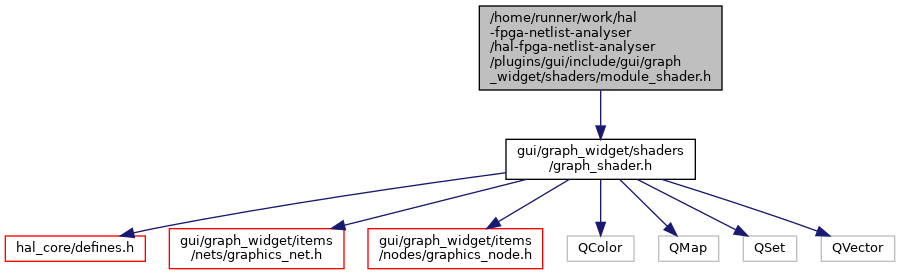 /home/runner/work/hal
-fpga-netlist-analyser
/hal-fpga-netlist-analyser
/plugins/gui/include/gui/graph
_widget/shaders/module_shader.h
gui/graph_widget/shaders
/graph_shader.h
hal_core/defines.h
gui/graph_widget/items
/nets/graphics_net.h
gui/graph_widget/items
/nodes/graphics_node.h
QColor
QMap
QSet
QVector